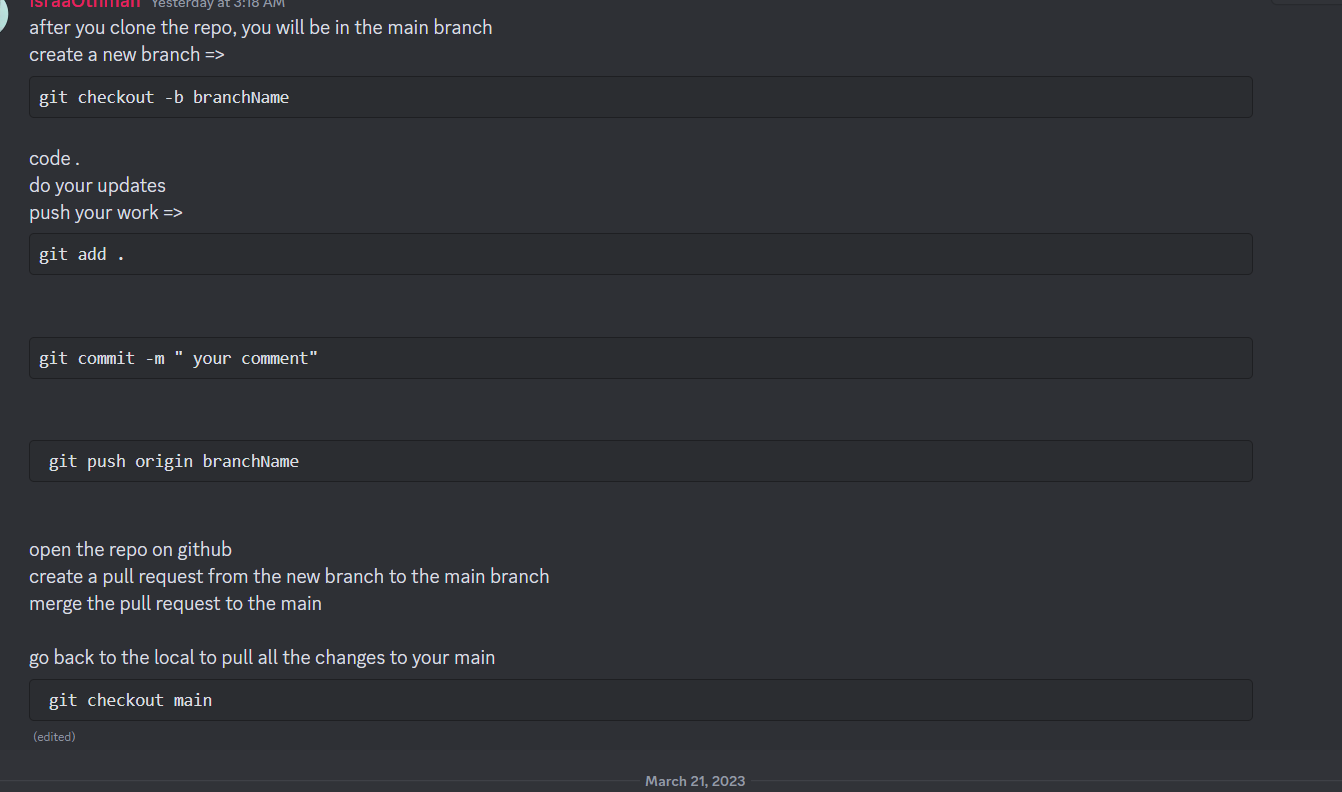 IsraaOthman Yesterday at 3:18 AM
after you clone the repo, you will be in the main branch
create a new branch =>
git checkout -b branchName
code .
do your updates
push your work =>
git add .
git commit -m " your comment"
git push origin branchName
open the repo on github
create a pull request from the new branch to the main branch
merge the pull request to the main
go back to the local to pull all the changes to your main
git checkout main
(edited)
March 21, 2023